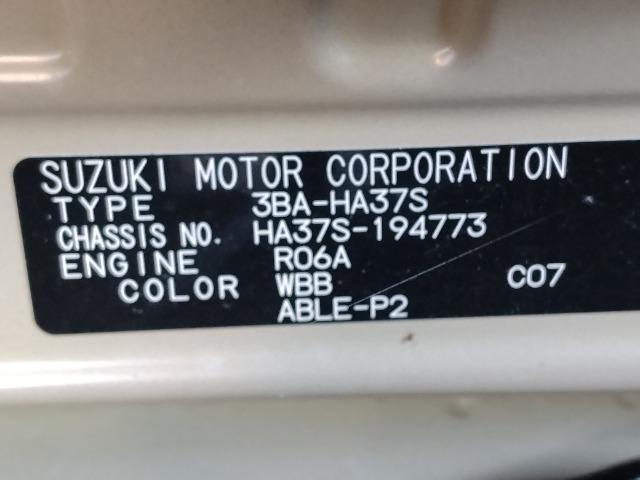 SUZUKI MOTOR CORPORATION
TYPE 3BA-HA37S
CHASSIS NO. HA37S-194773
ENGINE R06A
COLOR WBB C07
ABLE-P2